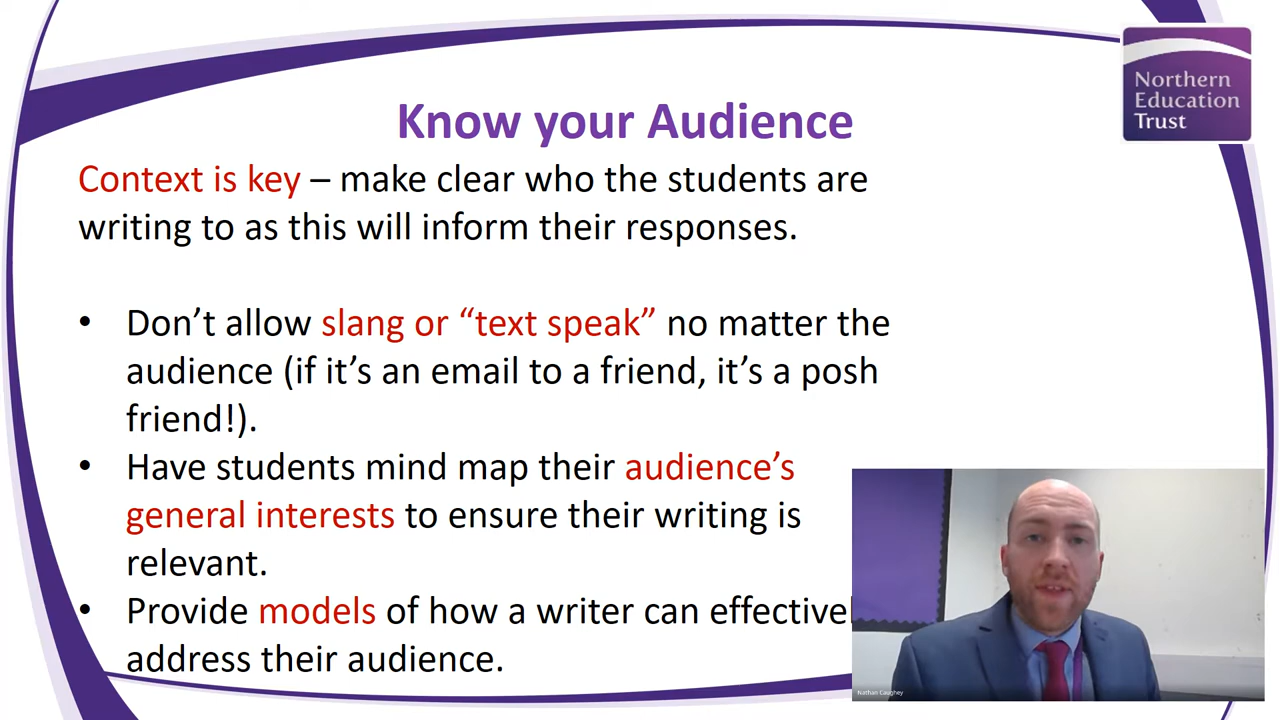 Northern
Education
Trust
Know your Audience
Context is key – make clear who the students are
writing to as this will inform their responses.
• Don’t allow slang or “text speak” no matter the
audience (if it’s an email to a friend, it’s a posh
friend!).
• Have students mind map their audience’s
general interests to ensure their writing is
relevant.
• Provide models of how a writer can effectivel
address their audience.
Nathan Caughey